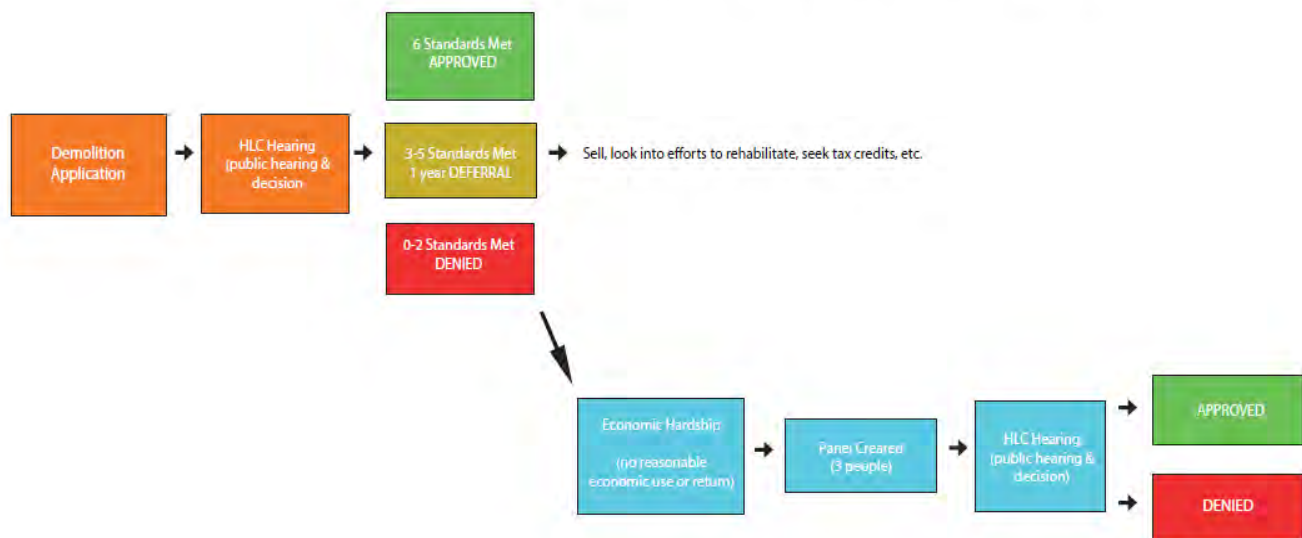 Demolition
Application
HLC Hearing
(public hearing &
decision
6 Standards Met
APPROVED
3-5 Standards Met
1 year DEFERRAL
0-2 Standards Met
DENIED
Sell, look into efforts to rehabilitate, seek tax credits, etc.
Economic Hardship
(no reasonable
economic use or return)
Panel Created
(3 people)
HLC Hearing
(public hearing &
decision)
APPROVED
DENIED